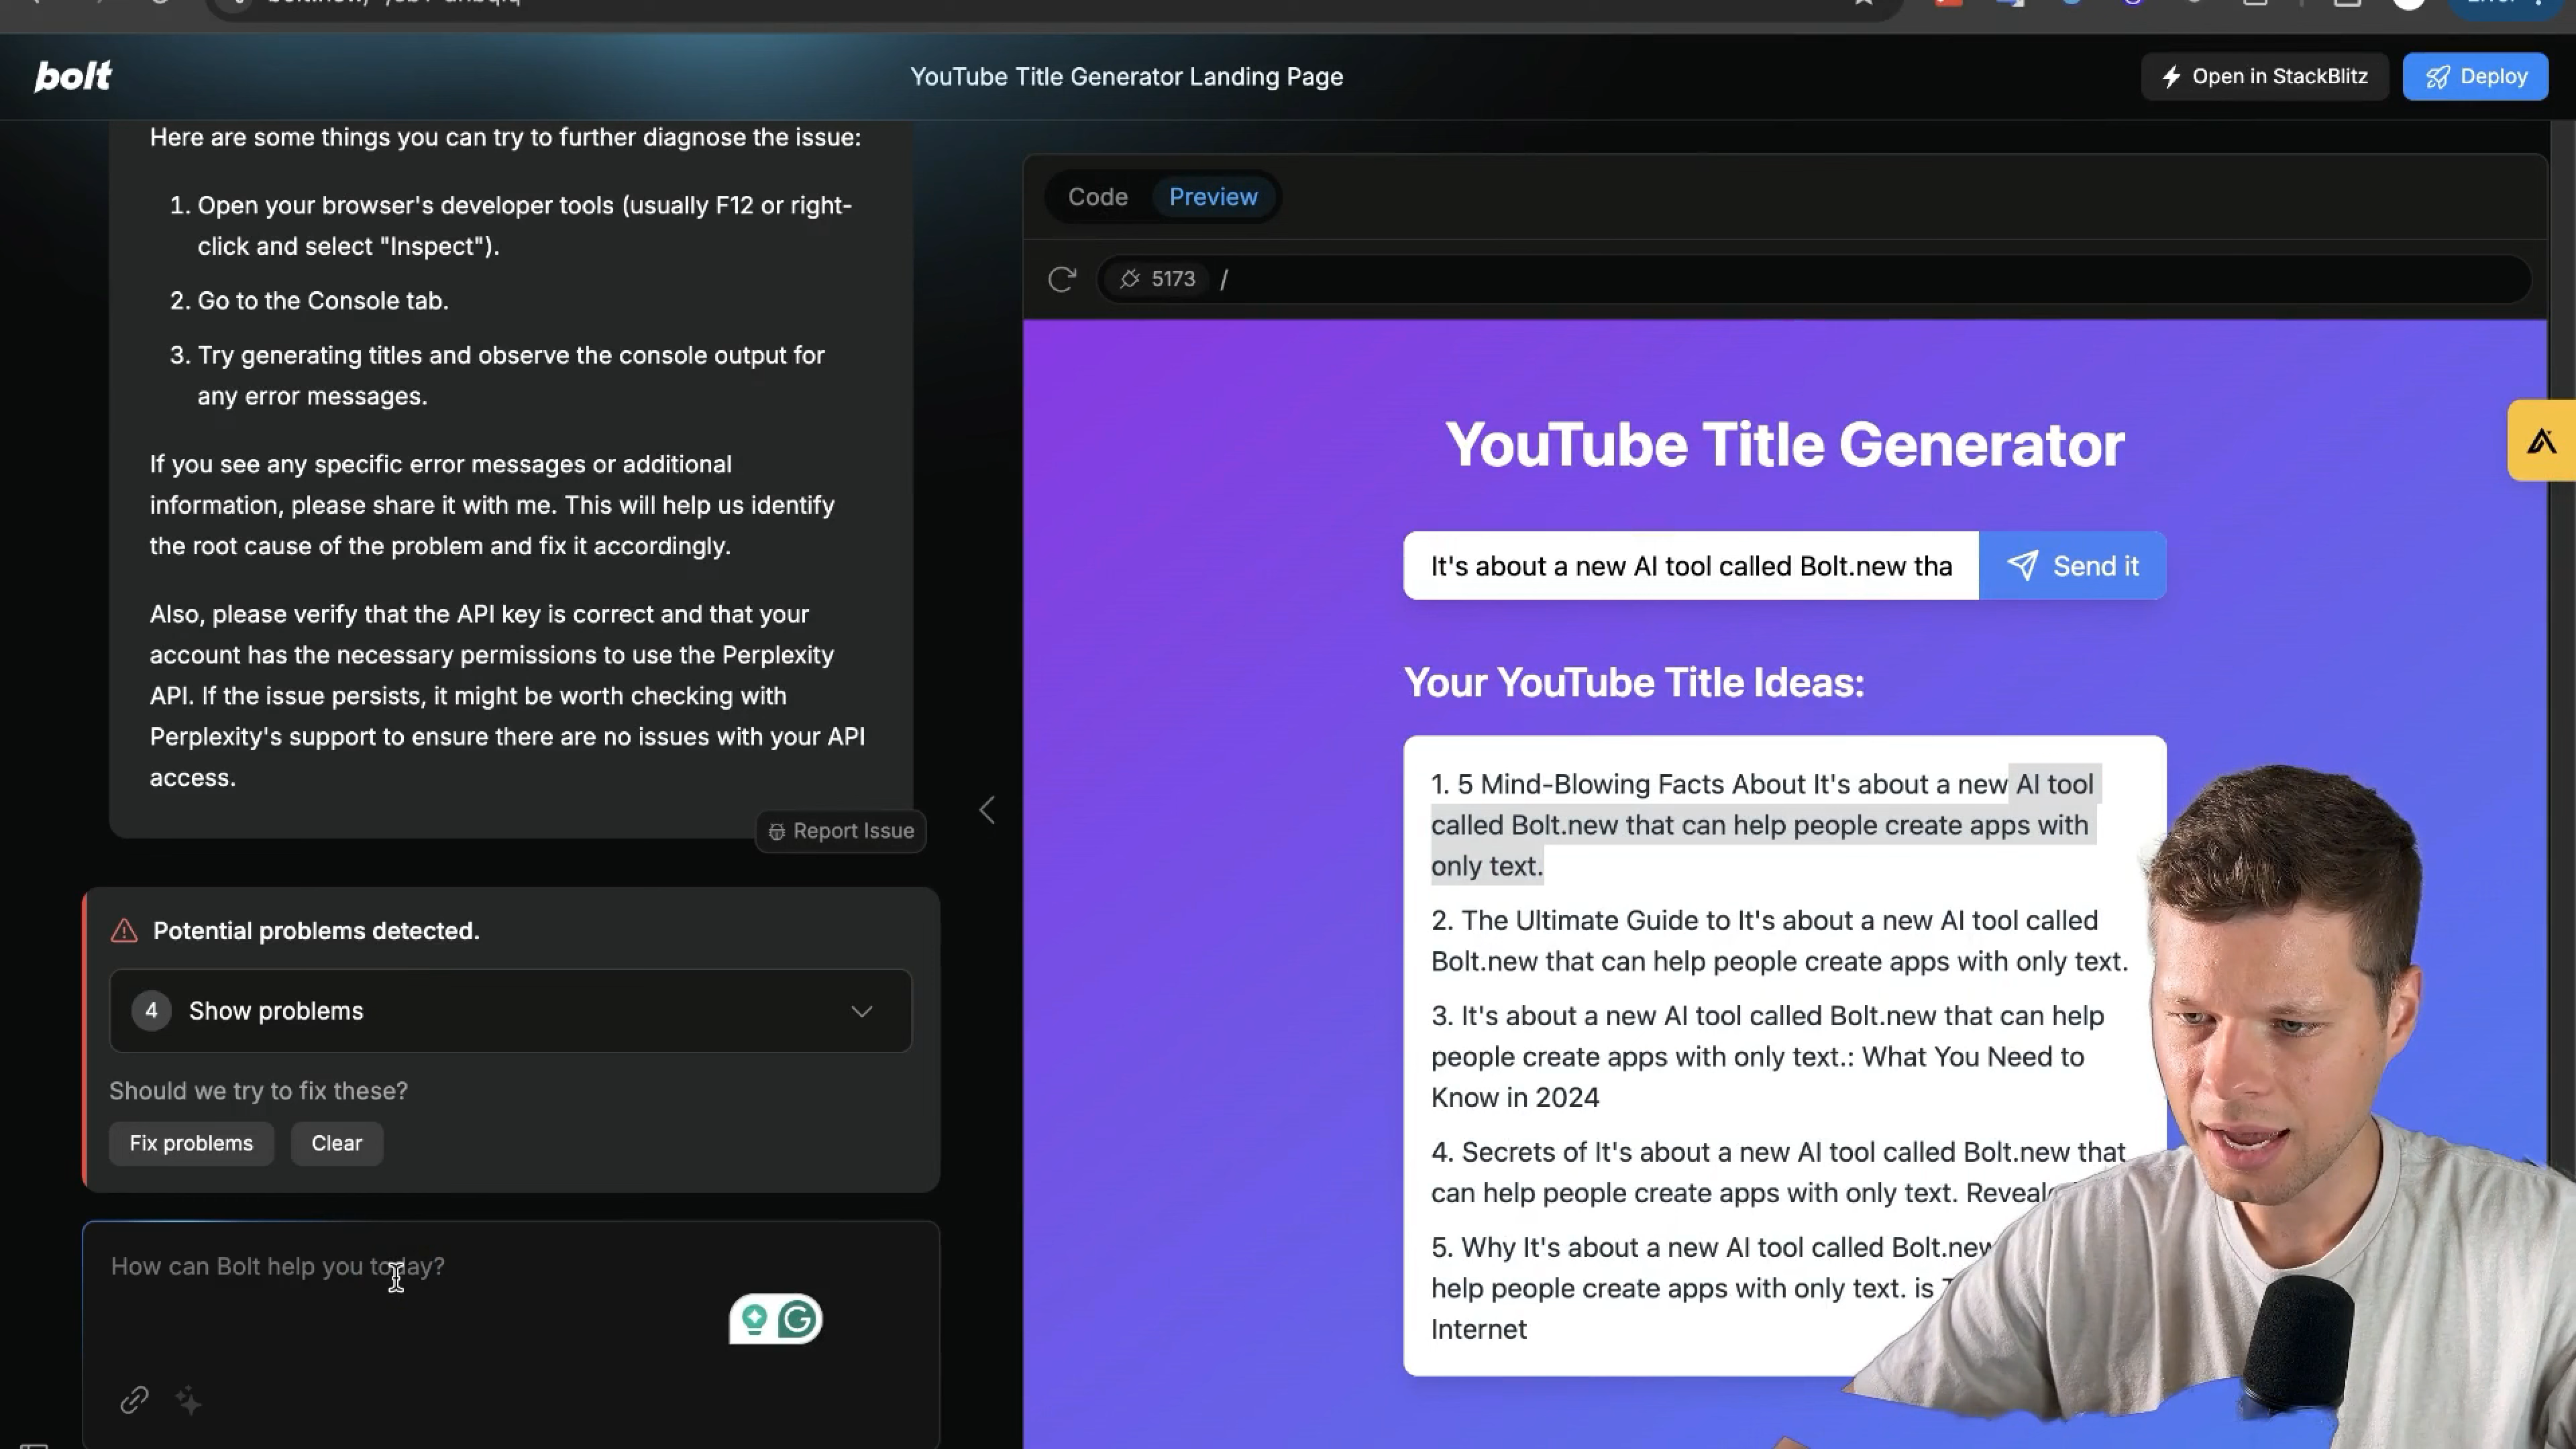 bolt
YouTube Title Generator Landing Page
Open in StackBlitz
Deploy
Here are some things you can try to further diagnose the issue:
1. Open your browser's developer tools (usually F12 or right-
click and select "Inspect").
2. Go to the Console tab.
3. Try generating titles and observe the console output for
any error messages.
If you see any specific error messages or additional
information, please share it with me. This will help us identify
the root cause of the problem and fix it accordingly.
Also, please verify that the API key is correct and that your
account has the necessary permissions to use the Perplexity
API. If the issue persists, it might be worth checking with
Perplexity's support to ensure there are no issues with your API
access.
Report Issue
Potential problems detected.
4 Show problems
Should we try to fix these?
Fix problems Clear
How can Bolt help you today?
Code Preview
5173 /
YouTube Title Generator
It's about a new AI tool called Bolt.new tha
Send it
Your YouTube Title Ideas:
1. 5 Mind-Blowing Facts About It's about a new AI tool
called Bolt.new that can help people create apps with
only text.
2. The Ultimate Guide to It's about a new AI tool called
Bolt.new that can help people create apps with only text.
3. It's about a new AI tool called Bolt.new that can help
people create apps with only text.: What You Need to
Know in 2024
4. Secrets of It's about a new AI tool called Bolt.new that
can help people create apps with only text.
5. Why It's about a new AI tool called Bolt.new
help people create apps with only text. is
Internet